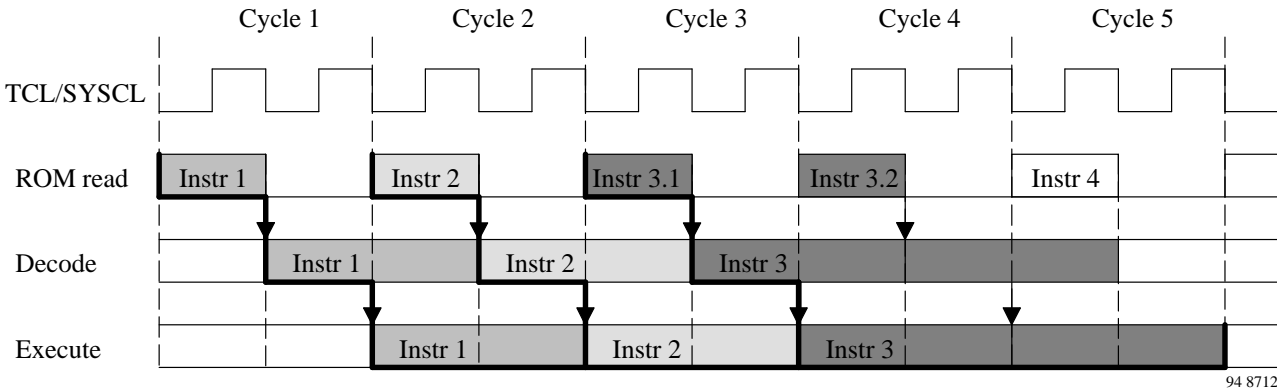 Cycle 1 Cycle 2 Cycle 3 Cycle 4 Cycle 5
TCL/SYSCL
ROM read Instr 1 Instr 2 Instr 3.1 Instr 3.2 Instr 4
Decode Instr 1 Instr 2 Instr 3
Execute Instr 1 Instr 2 Instr 3
94 8712